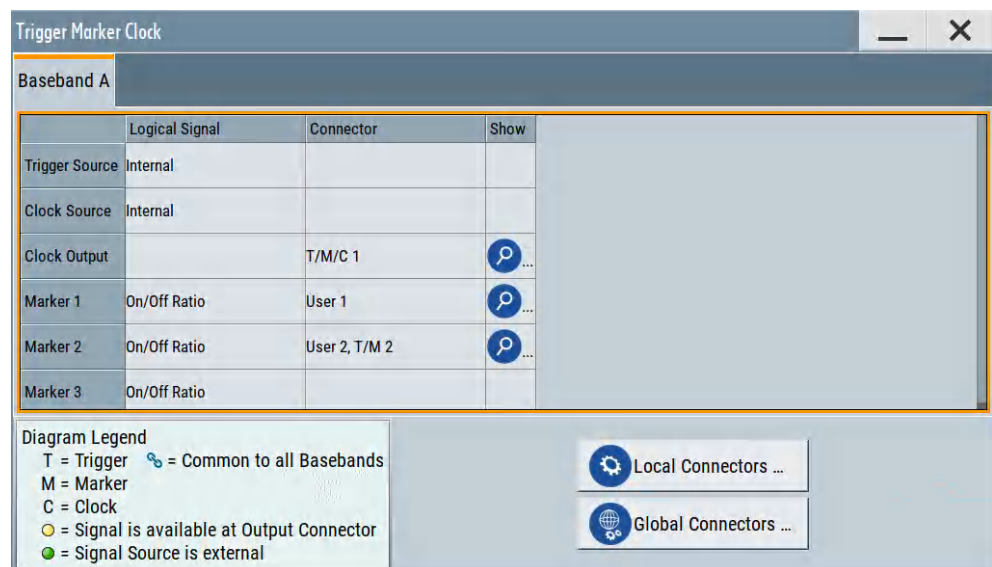 Trigger Marker Clock
Baseband A
Logical Signal Connector Show
Trigger Source Internal
Clock Source Internal
Clock Output T/M/C 1 ...
Marker 1 On/Off Ratio User 1 ...
Marker 2 On/Off Ratio User 2, T/M 2 ...
Marker 3 On/Off Ratio
Diagram Legend
T = Trigger = Common to all Basebands
M = Marker
C = Clock
= Signal is available at Output Connector
= Signal Source is external
Local Connectors ...
Global Connectors ...